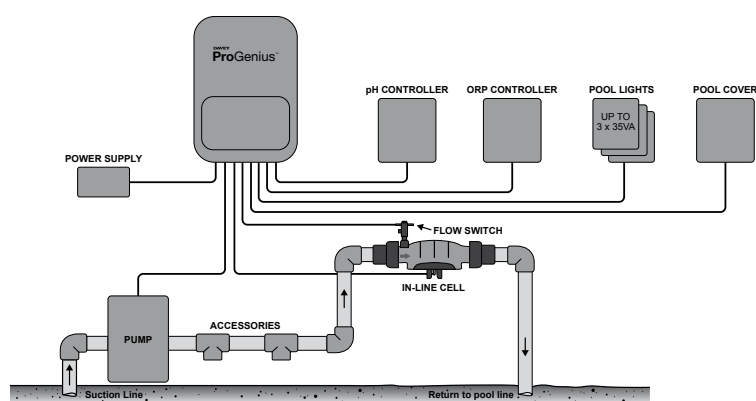 DAVEY
ProGenius™
pH CONTROLLER
ORP CONTROLLER
POOL LIGHTS
POOL COVER
UP TO
3 x 35VA
POWER SUPPLY
FLOW SWITCH
IN-LINE CELL
ACCESSORIES
PUMP
Suction Line
Return to pool line